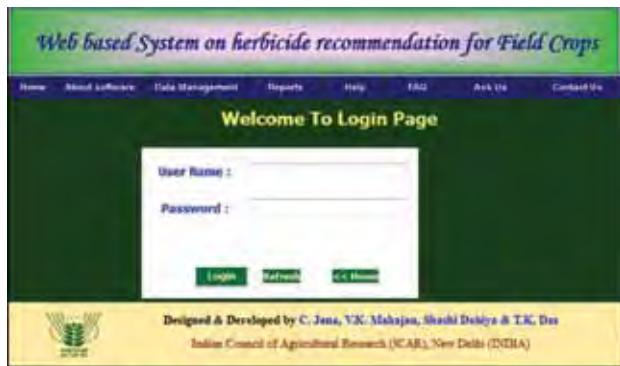 Web based System on herbicide recommendation for Field Crops
Home About software Data Management Reports Help FAQ Ask Us Contact Us
Welcome To Login Page
User Name :
Password :
Login Refresh << Home
Designed & Developed by C. Jana, V.K. Mahajan, Shashi Dahiya & T.K. Das
Indian Council of Agricultural Research (ICAR), New Delhi (INDIA)